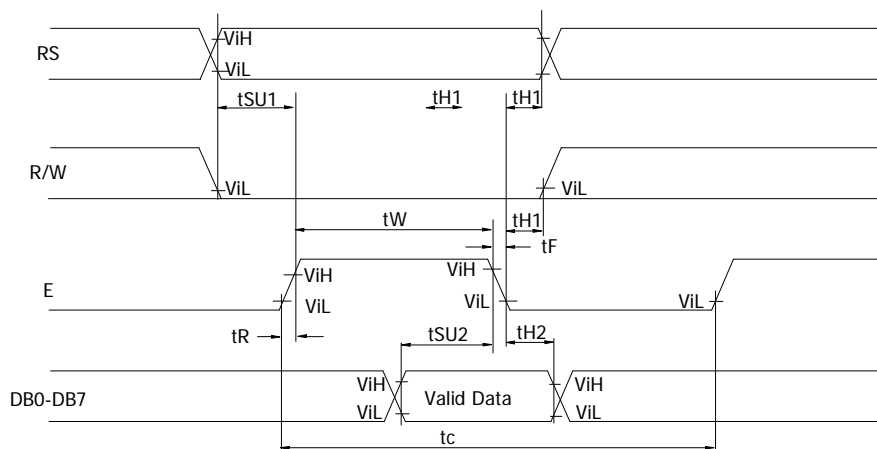 RS
ViH
ViL
tSU1
tH1
tH1
R/W
ViL
ViL
tW
tH1
tF
E
ViH
ViH
ViL
ViL
ViL
tR
tSU2
tH2
DB0-DB7
ViH
Valid Data
ViH
ViL
ViL
tc